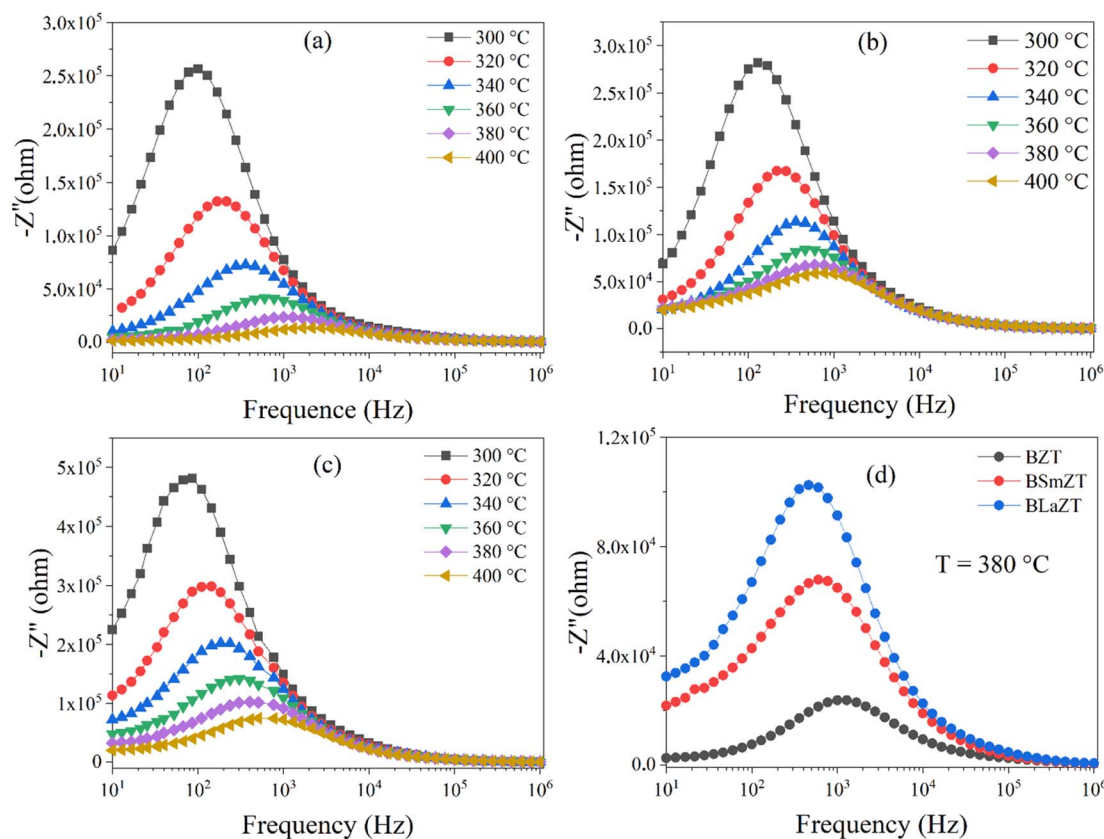 (a)
-Z"(ohm)
3.0x10⁵
2.5x10⁵
2.0x10⁵
1.5x10⁵
1.0x10⁵
5.0x10⁴
0.0
10¹ 10² 10³ 10⁴ 10⁵ 10⁶
Frequence (Hz)
300 °C
320 °C
340 °C
360 °C
380 °C
400 °C
(b)
-Z" (ohm)
3.0x10⁵
2.5x10⁵
2.0x10⁵
1.5x10⁵
1.0x10⁵
5.0x10⁴
0.0
10¹ 10² 10³ 10⁴ 10⁵ 10⁶
Frequency (Hz)
300 °C
320 °C
340 °C
360 °C
380 °C
400 °C
(c)
-Z" (ohm)
5x10⁵
4x10⁵
3x10⁵
2x10⁵
1x10⁵
0
10¹ 10² 10³ 10⁴ 10⁵ 10⁶
Frequency (Hz)
300 °C
320 °C
340 °C
360 °C
380 °C
400 °C
(d)
-Z"(ohm)
1.2x10⁵
8.0x10⁴
4.0x10⁴
0.0
10¹ 10² 10³ 10⁴ 10⁵ 10⁶
Frequency (Hz)
BZT
BSmZT
BLaZT
T = 380 °C